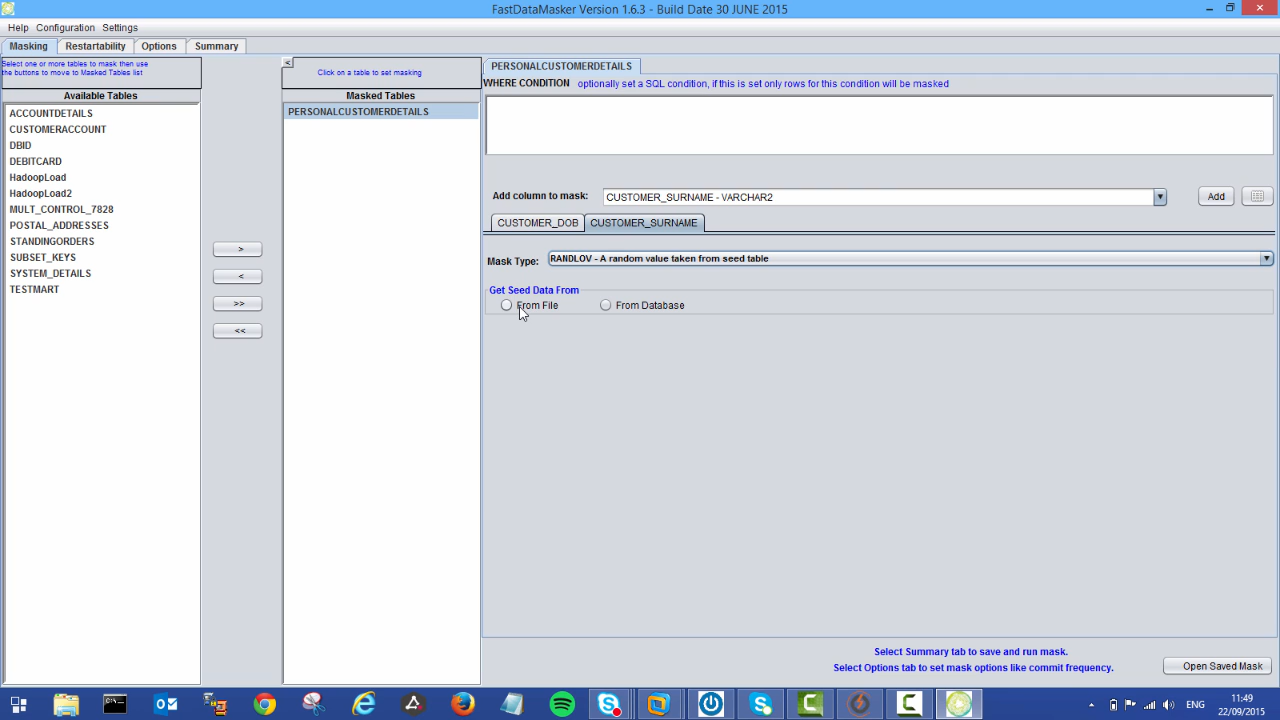 FastDataMasker Version 1.6.3 - Build Date 30 JUNE 2015
Help Configuration Settings
Masking Restartability Options Summary
Select one or more tables to mask then use
the buttons to move to Masked Tables list
Available Tables
ACCOUNTDETAILS
CUSTOMERACCOUNT
DBID
DEBITCARD
HadoopLoad
HadoopLoad2
MULT_CONTROL_7828
POSTAL_ADDRESSES
STANDINGORDERS
SUBSET_KEYS
SYSTEM_DETAILS
TESTMART
>
<
>>
<<
<
Click on a table to set masking
Masked Tables
PERSONALCUSTOMERDETAILS
PERSONALCUSTOMERDETAILS
WHERE CONDITION optionally set a SQL condition, if this is set only rows for this condition will be masked
Add column to mask: CUSTOMER_SURNAME - VARCHAR2 Add
CUSTOMER_DOB CUSTOMER_SURNAME
Mask Type: RANDLOV - A random value taken from seed table
Get Seed Data From
From File From Database
Select Summary tab to save and run mask.
Select Options tab to set mask options like commit frequency.
Open Saved Mask
ENG
11:49
22/09/2015